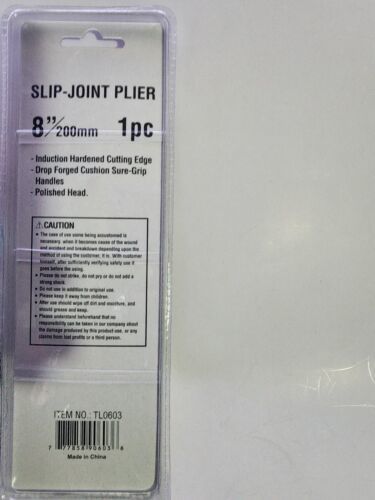 SLIP-JOINT PLIER
8"/200mm 1pc
- Induction Hardened Cutting Edge
- Drop Forged Cushion Sure-Grip
Handles
- Polished Head.
⚠CAUTION
● The case of use some being accustomed is
necessary. when it becomes cause of the wound
and accident and breakdown depending upon the
method of using the customer, it is. With customer
himself, after sufficiently verifying safety use it
goes before the using.
● Please do not strike, do not pry or do not add a
strong shock.
● Do not use in addition to original use.
● Please keep it away from children.
● After use should wipe off dirt and moisture, and
should grease and keep.
● Please understand beforehand that no
responsibility can be taken in our company about
the damage produced by this product use, or any
claims from lost profits or a third person.
ITEM NO.: TL0603
7 77858 90603 6
Made in China